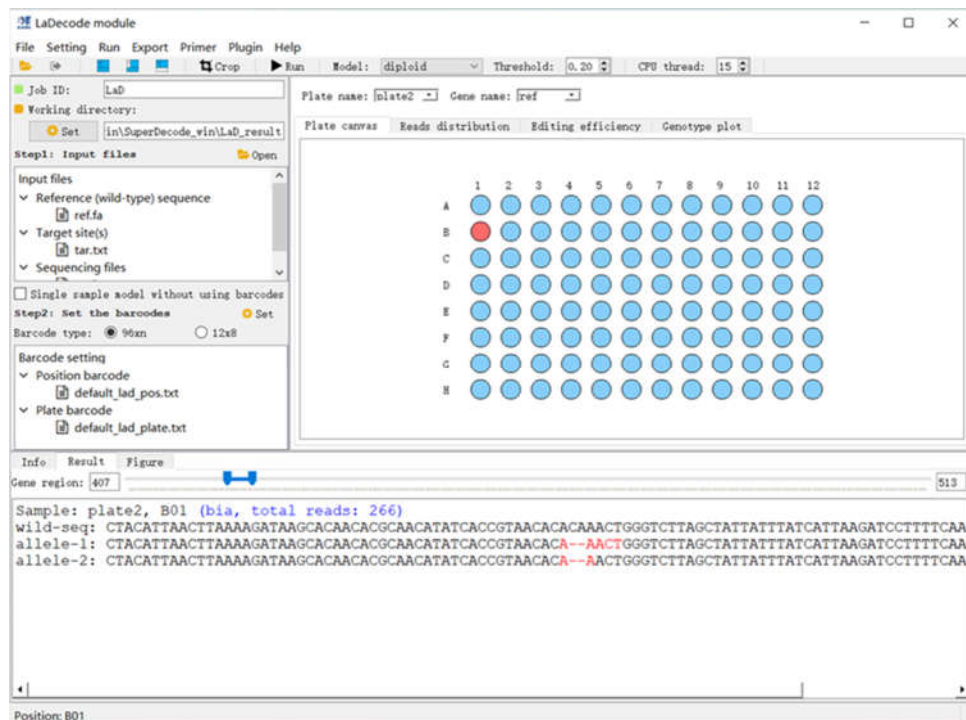 LaDecode module
File Setting Run Export Primer Plugin Help
Crop Run Model: diploid Threshold: 0.20 CPU thread: 15
Job ID: LaD
Working directory:
Set in\SuperDecode_win\LaD_result
Step1: Input files Open
Input files
Reference (wild-type) sequence
ref.fa
Target site(s)
tar.txt
Sequencing files
Single sample model without using barcodes
Step2: Set the barcodes Set
Barcode type: 96xn 12x8
Barcode setting
Position barcode
default_lad_pos.txt
Plate barcode
default_lad_plate.txt
Plate name: plate2 Gene name: ref
Plate canvas Reads distribution Editing efficiency Genotype plot
1 2 3 4 5 6 7 8 9 10 11 12
A
B
C
D
E
F
G
H
Info Result Figure
Gene region: 407 513
Sample: plate2, B01 (bia, total reads: 266)
wild-seq: CTACATTAACTTAAAAGATAAGCACAACACGCAACATATCACCGTAACACACAAACTGGGTCTTAGCTATTATTTATCATTAAGATCCTTTTCAA
allele-1: CTACATTAACTTAAAAGATAAGCACAACACGCAACATATCACCGTAACACA--AACTGGGTCTTAGCTATTATTTATCATTAAGATCCTTTTCAA
allele-2: CTACATTAACTTAAAAGATAAGCACAACACGCAACATATCACCGTAACACA--AACTGGGTCTTAGCTATTATTTATCATTAAGATCCTTTTCAA
Position: B01